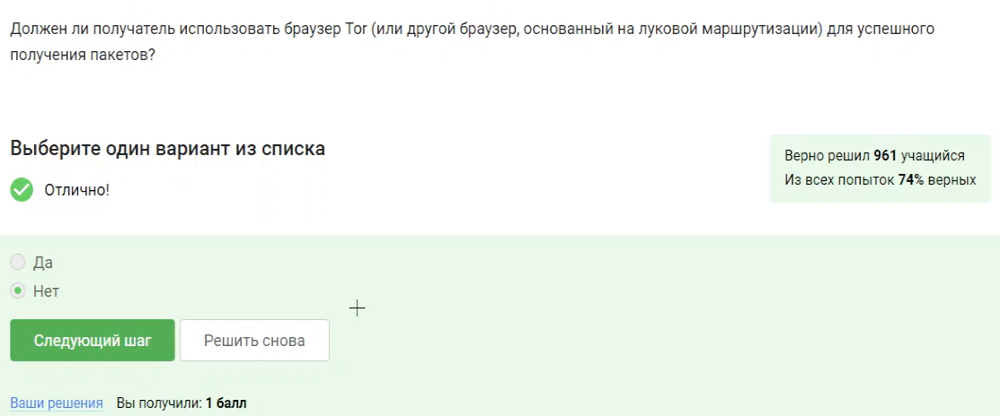 Должен ли получатель использовать браузер Tor (или другой браузер, основанный на луковой маршрутизации) для успешного
получения пакетов?
Выберите один вариант из списка
Верно решил 961 учащийся
Из всех попыток 74% верных
Отлично!
Да
Нет
Следующий шаг
Решить снова
Ваши решения Вы получили: 1 балл